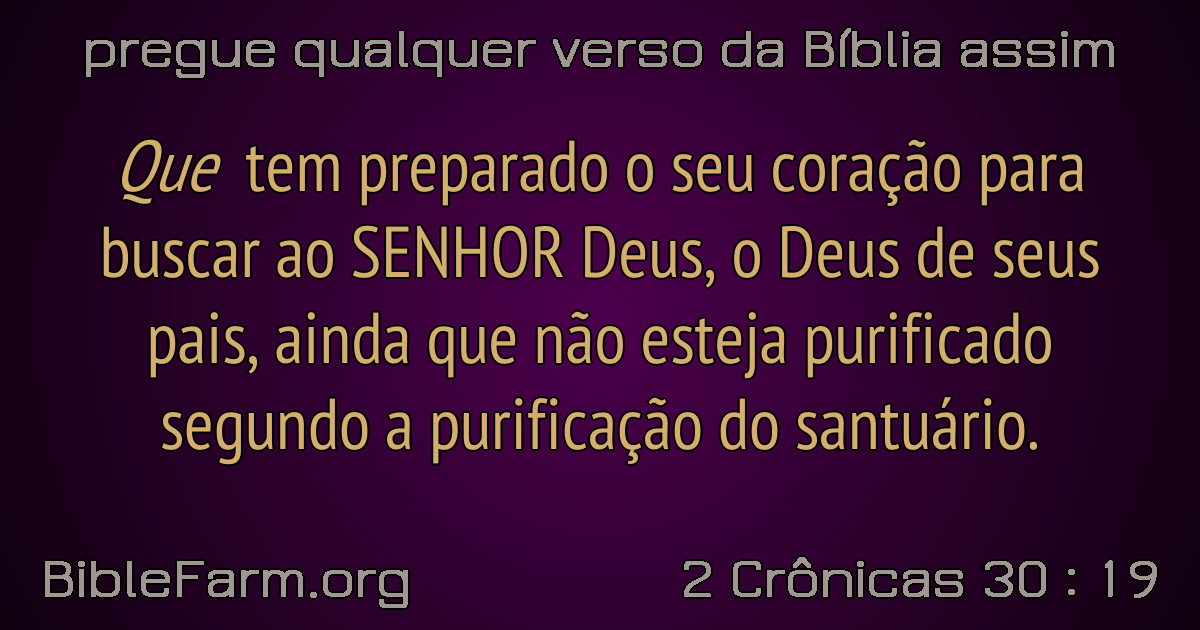 pregue qualquer verso da Bíblia assim
Que tem preparado o seu coração para
buscar ao SENHOR Deus, o Deus de seus
pais, ainda que não esteja purificado
segundo a purificação do santuário.
BibleFarm.org
2 Crônicas 30 : 19